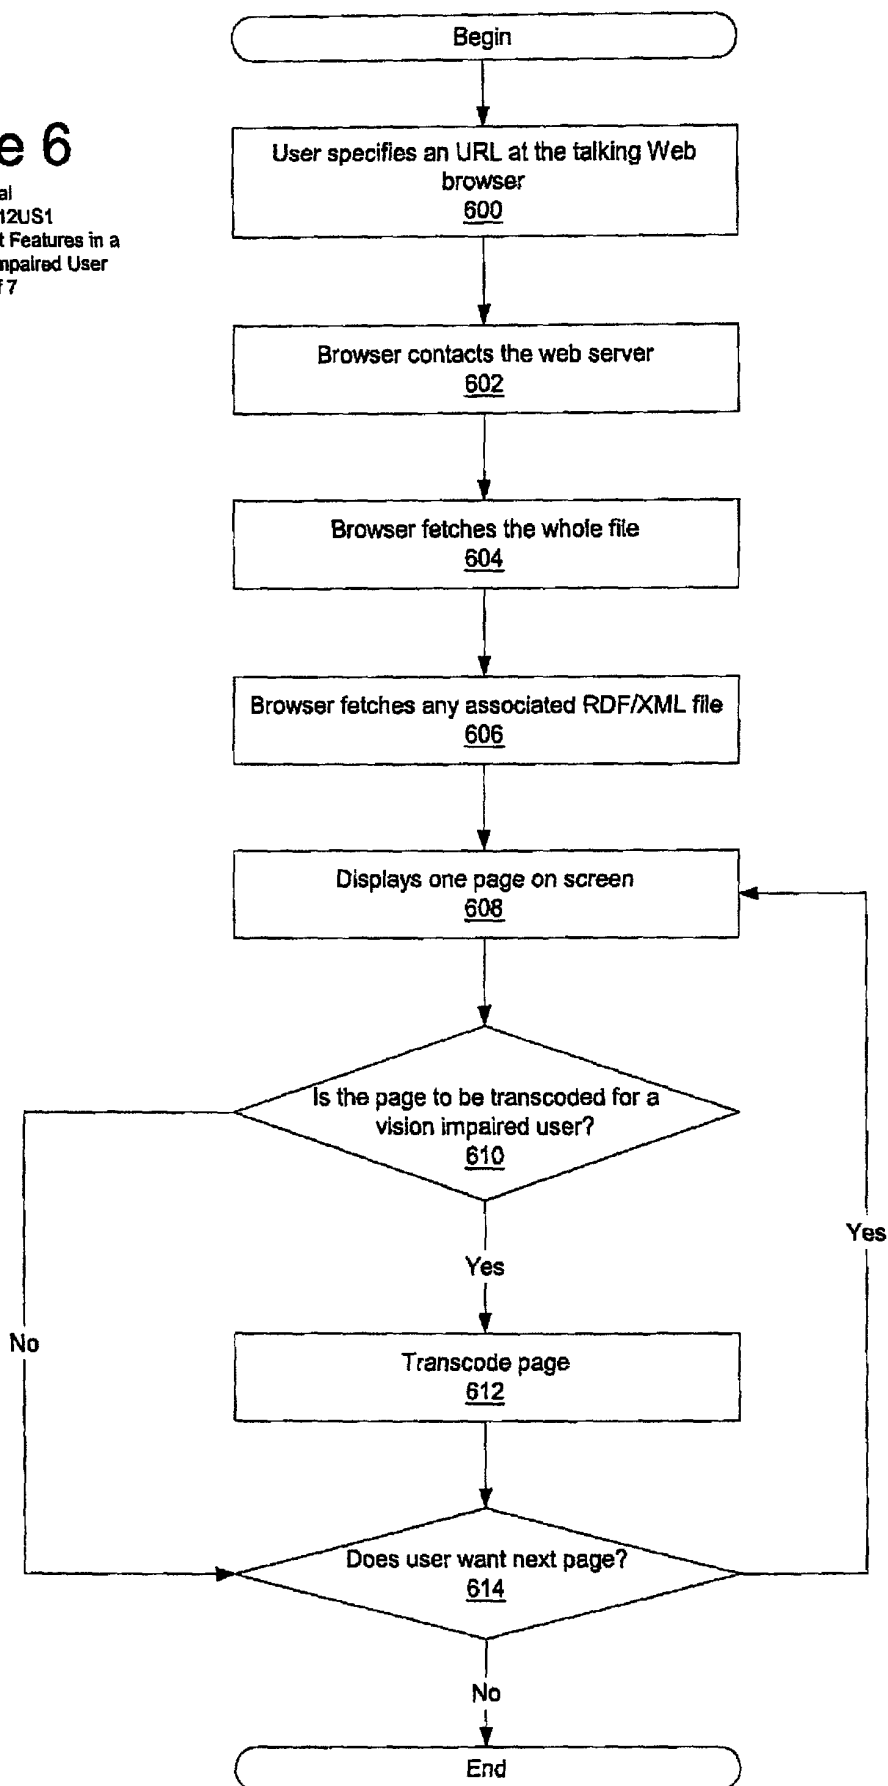 Begin
e 6
al
12US1
t Features in a
mpaired User
f 7
User specifies an URL at the talking Web
browser
600
Browser contacts the web server
602
Browser fetches the whole file
604
Browser fetches any associated RDF/XML file
606
Displays one page on screen
608
Is the page to be transcoded for a
vision impaired user?
610
Yes
Yes
No
Transcode page
612
Does user want next page?
614
No
End